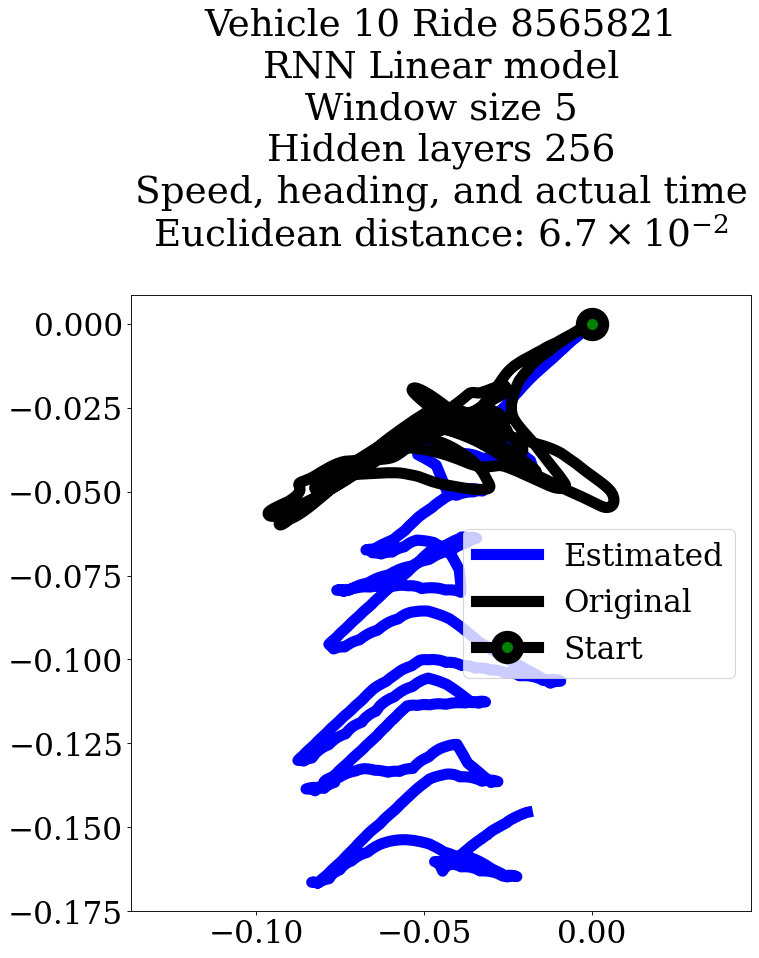 Vehicle 10 Ride 8565821
RNN Linear model
Window size 5
Hidden layers 256
Speed, heading, and actual time
Euclidean distance: 6.7 × 10⁻²
0.000
−0.025
−0.050
−0.075
−0.100
−0.125
−0.150
−0.175
Estimated
Original
Start
−0.10
−0.05
0.00